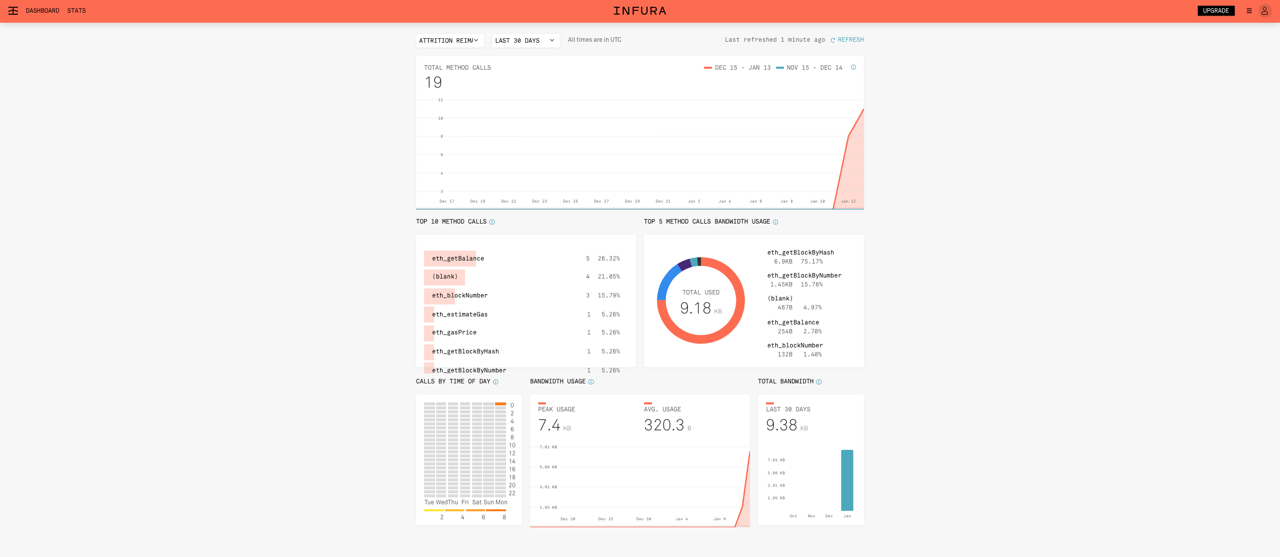 DASHBOARD STATS INFURA UPGRADE
ATTRITION REIM LAST 30 DAYS All times are in UTC Last refreshed 1 minute ago REFRESH
TOTAL METHOD CALLS DEC 15 - JAN 13 NOV 15 - DEC 14
19
12
10
8
6
4
2
Dec 17 Dec 19 Dec 21 Dec 23 Dec 25 Dec 27 Dec 29 Dec 31 Jan 2 Jan 4 Jan 6 Jan 8 Jan 10 Jan 12
TOP 10 METHOD CALLS
eth_getBalance 5 26.32%
(blank) 4 21.05%
eth_blockNumber 3 15.79%
eth_estimateGas 1 5.26%
eth_gasPrice 1 5.26%
eth_getBlockByHash 1 5.26%
eth_getBlockByNumber 1 5.26%
TOP 5 METHOD CALLS BANDWIDTH USAGE
TOTAL USED
9.18 KB
eth_getBlockByHash
6.9KB 75.17%
eth_getBlockByNumber
1.45KB 15.76%
(blank)
467B 4.97%
eth_getBalance
254B 2.70%
eth_blockNumber
132B 1.40%
CALLS BY TIME OF DAY
0
2
4
6
8
10
12
14
16
18
20
22
Tue Wed Thu Fri Sat Sun Mon
2 4 6 8
BANDWIDTH USAGE
PEAK USAGE AVG. USAGE
7.4 KB 320.3 B
7.81 KB
5.86 KB
3.91 KB
1.95 KB
Dec 20 Dec 25 Dec 30 Jan 4 Jan 9
TOTAL BANDWIDTH
LAST 30 DAYS
9.38 KB
7.81 KB
5.86 KB
3.91 KB
1.95 KB
Oct Nov Dec Jan